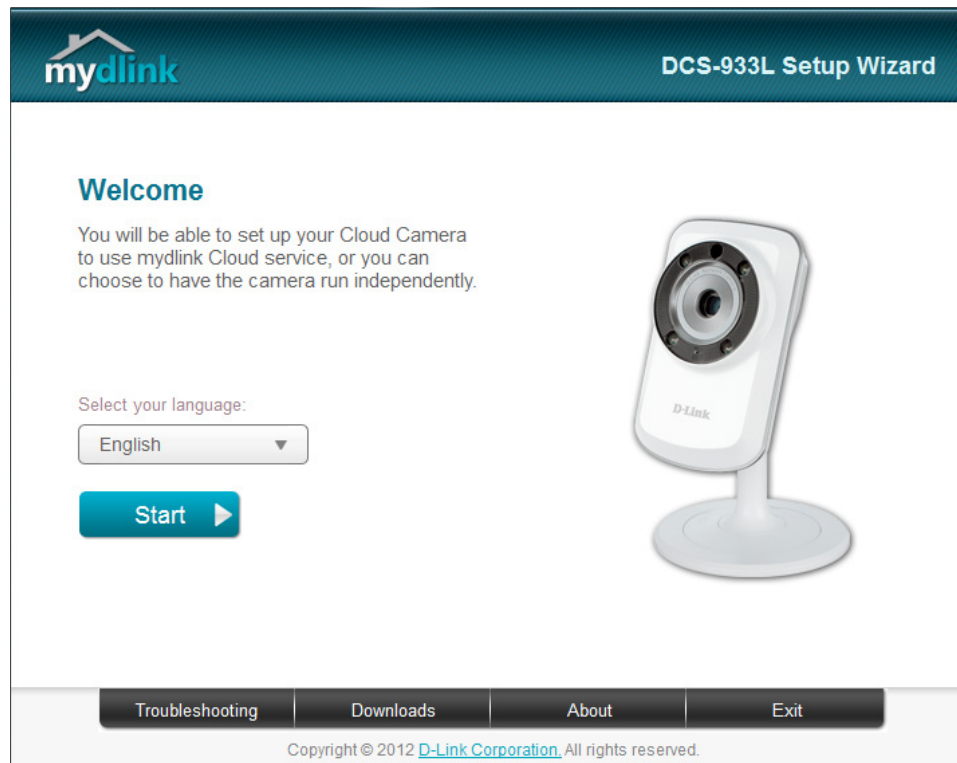 mydlink
DCS-933L Setup Wizard
Welcome
You will be able to set up your Cloud Camera
to use mydlink Cloud service, or you can
choose to have the camera run independently.
Select your language:
English
Start
D-Link
Troubleshooting
Downloads
About
Exit
Copyright © 2012 D-Link Corporation. All rights reserved.